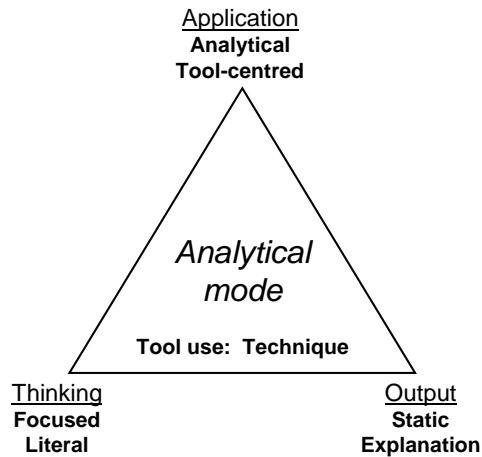 Application
Analytical
Tool-centred
Analytical
mode
Tool use:  Technique
Thinking
Focused
Literal
Output
Static
Explanation